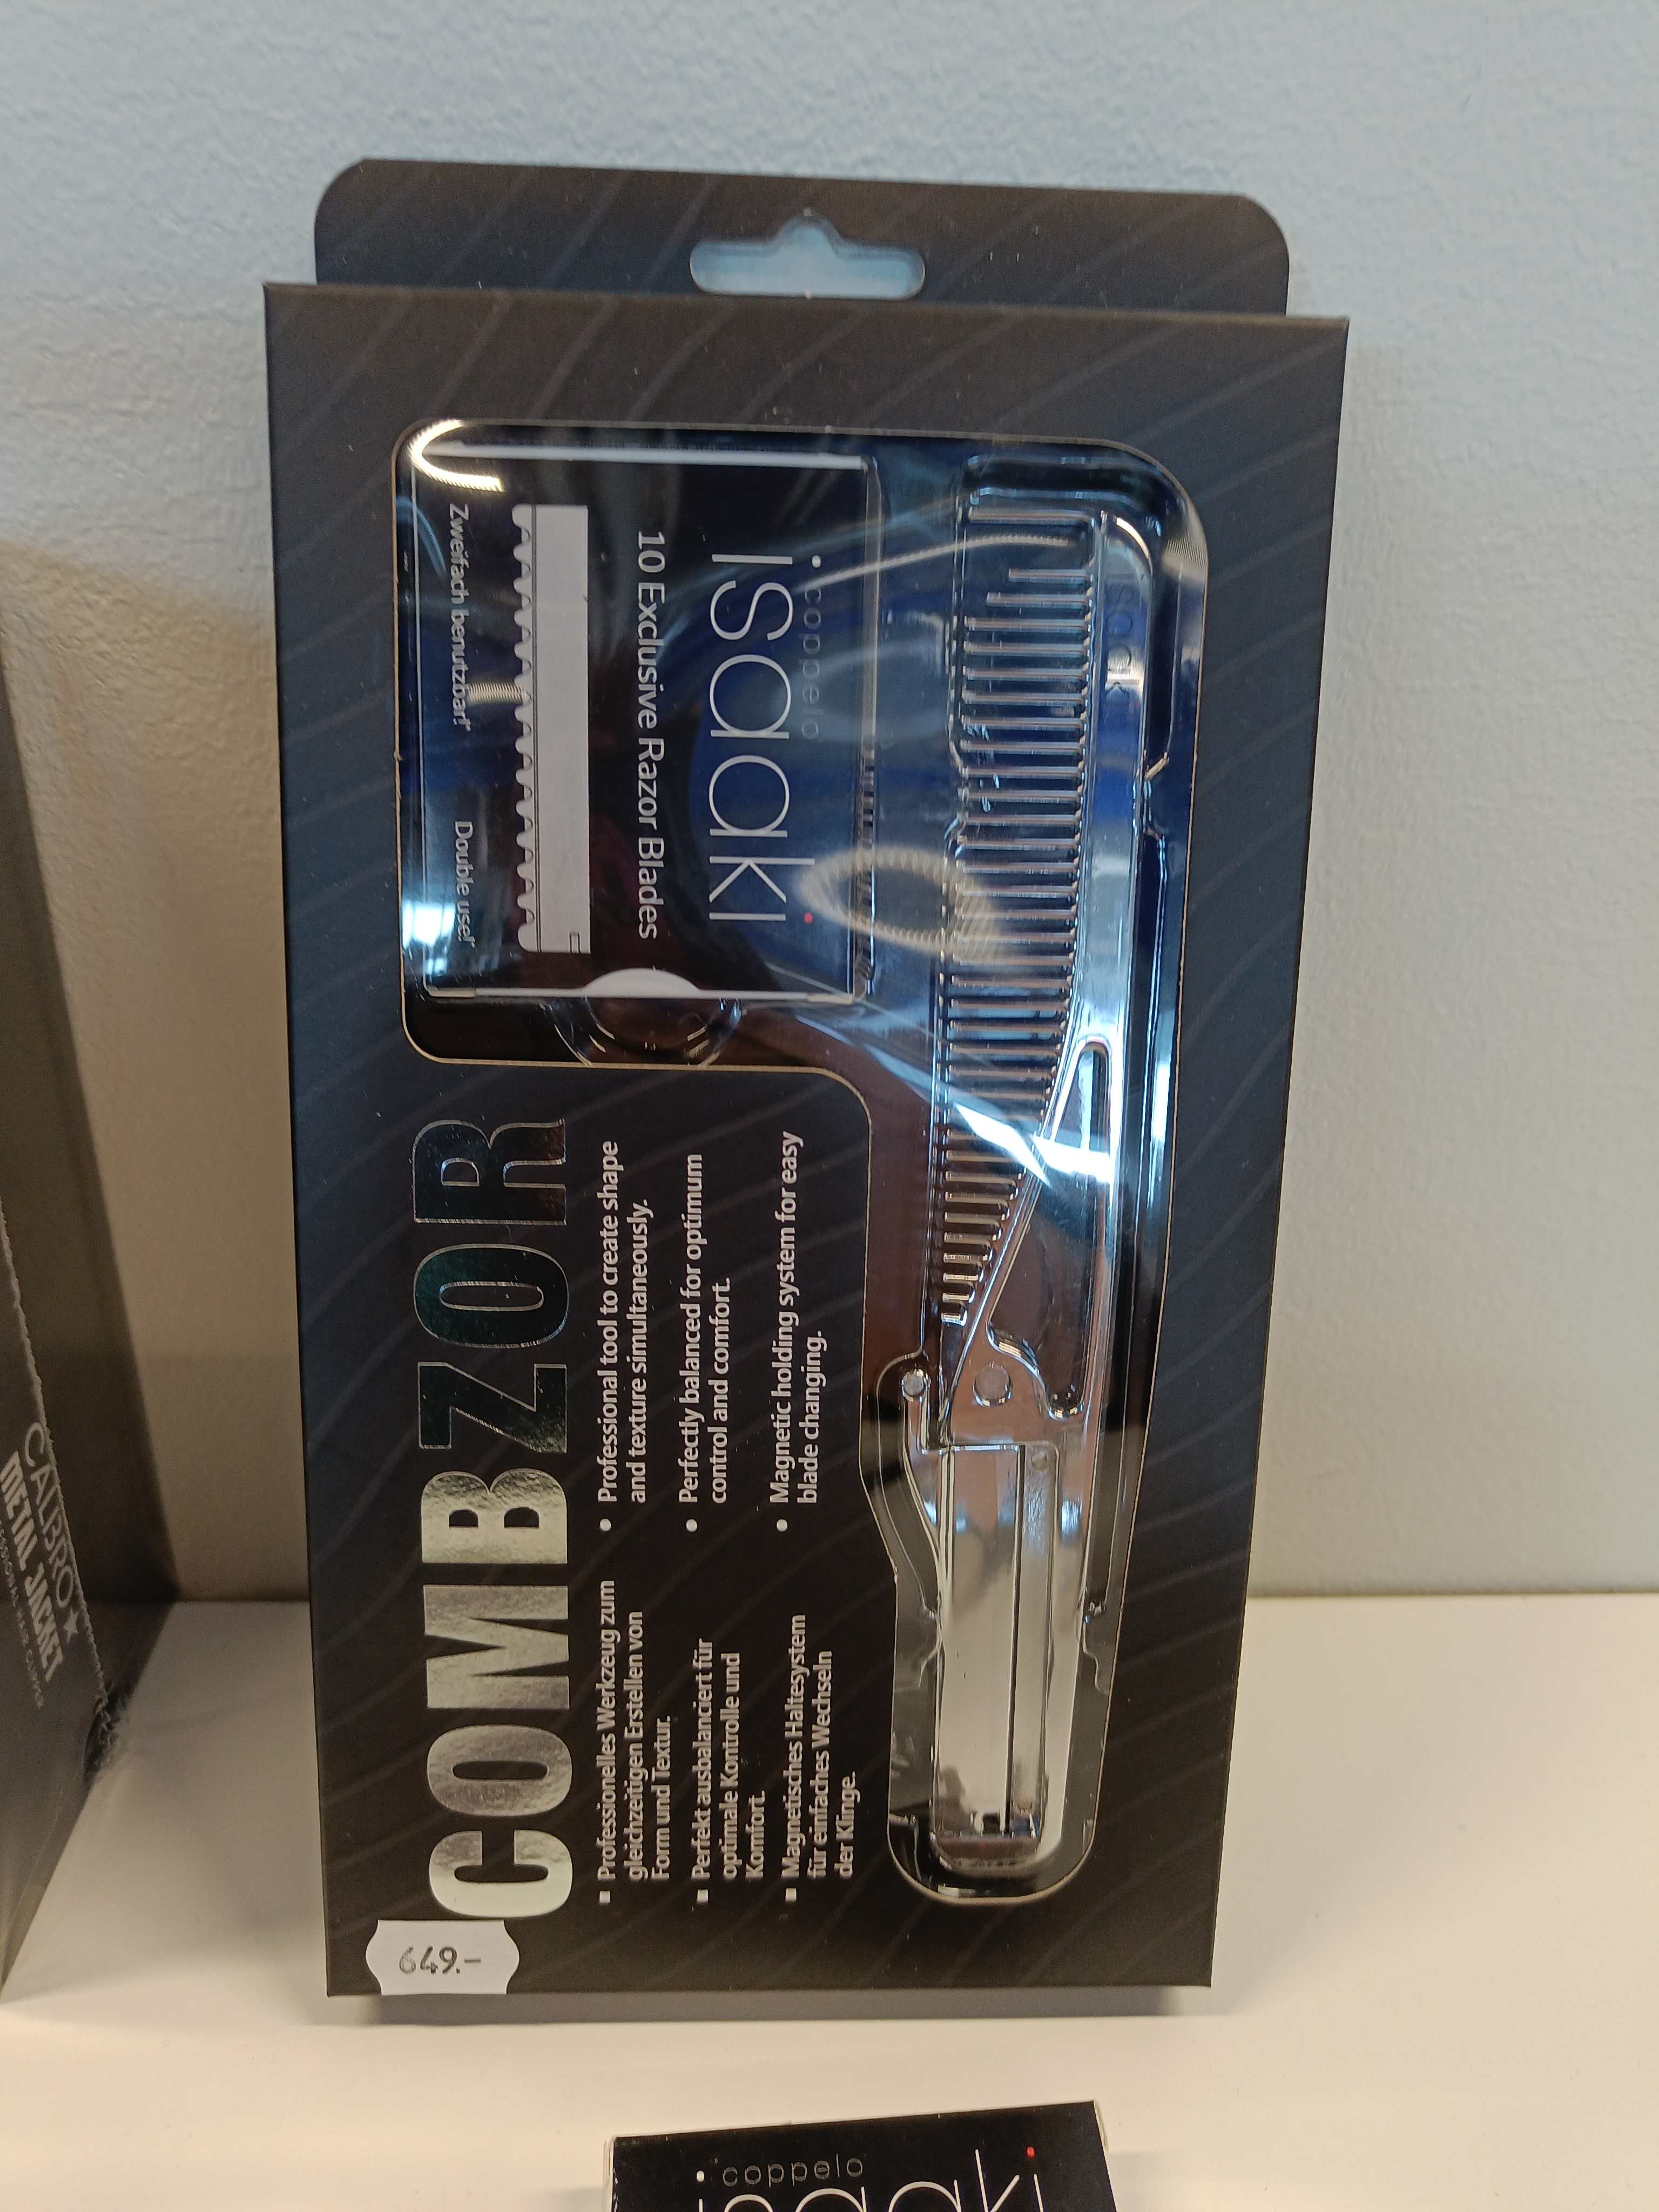 COMBZOR
▪ Professionelles Werkzeug zum
gleichzeitigen Erstellen von
Form und Textur.
▪ Perfekt ausbalanciert für
optimale Kontrolle und
Komfort.
▪ Magnetisches Haltesystem
für einfaches Wechseln
der Klinge.
• Professional tool to create shape
and texture simultaneously.
• Perfectly balanced for optimum
control and comfort.
• Magnetic holding system for easy
blade changing.
coppelo
isaaki
10 Exclusive Razor Blades
Zweifach benutzbar!
Double use!
649.-
CALIBRO★
METAL JACKET
coppelo